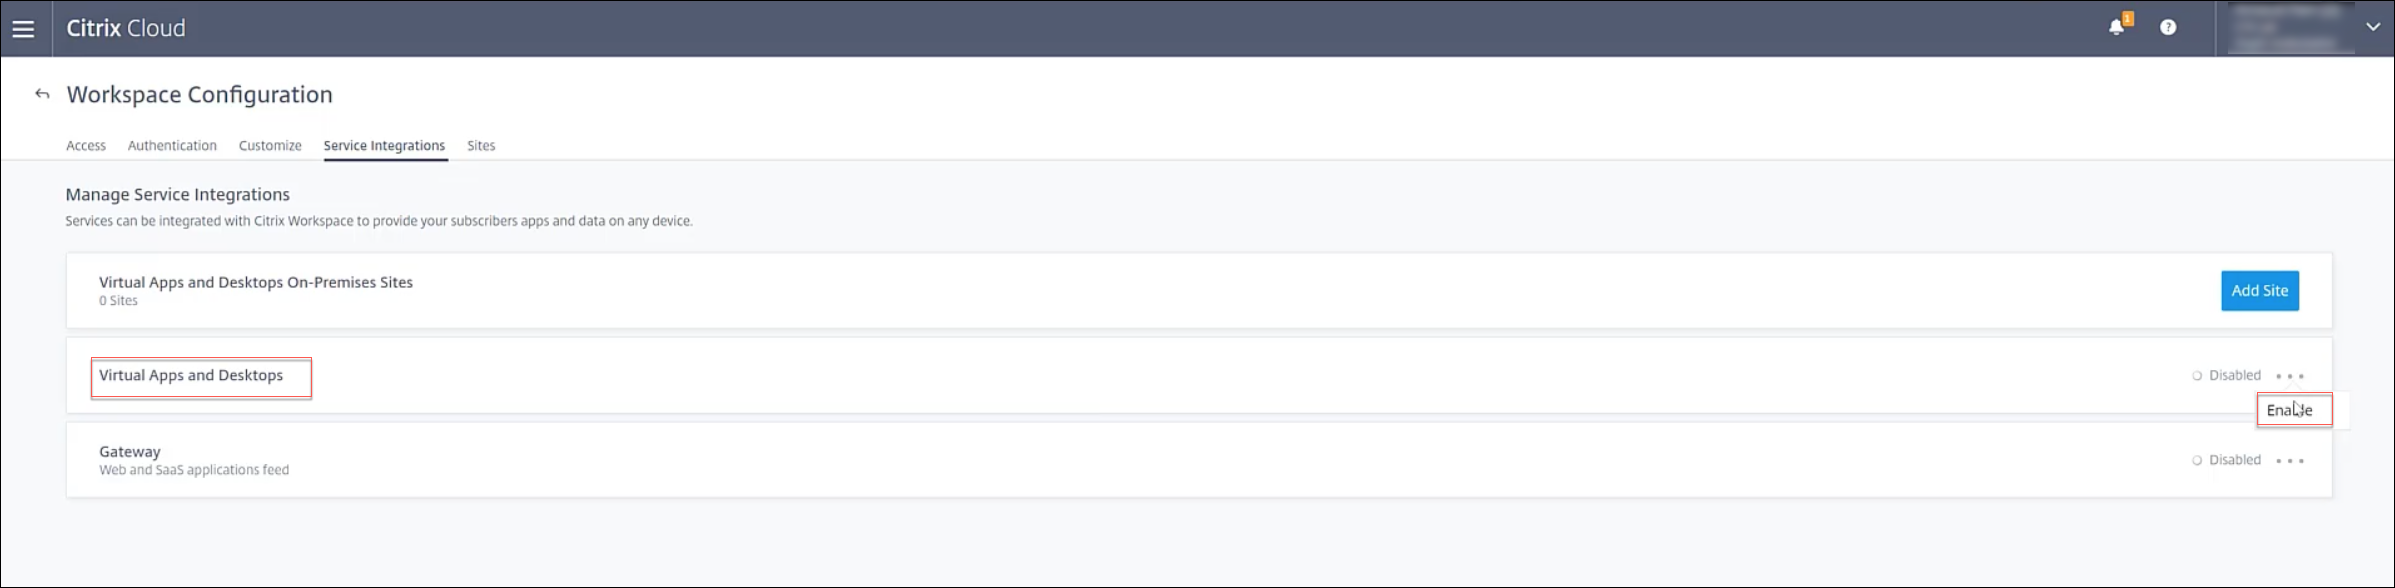 Citrix Cloud
1
?
Workspace Configuration
Access Authentication Customize Service Integrations Sites
Manage Service Integrations
Services can be integrated with Citrix Workspace to provide your subscribers apps and data on any device.
Virtual Apps and Desktops On-Premises Sites
0 Sites
Add Site
Virtual Apps and Desktops
Disabled
Enable
Gateway
Web and SaaS applications feed
Disabled